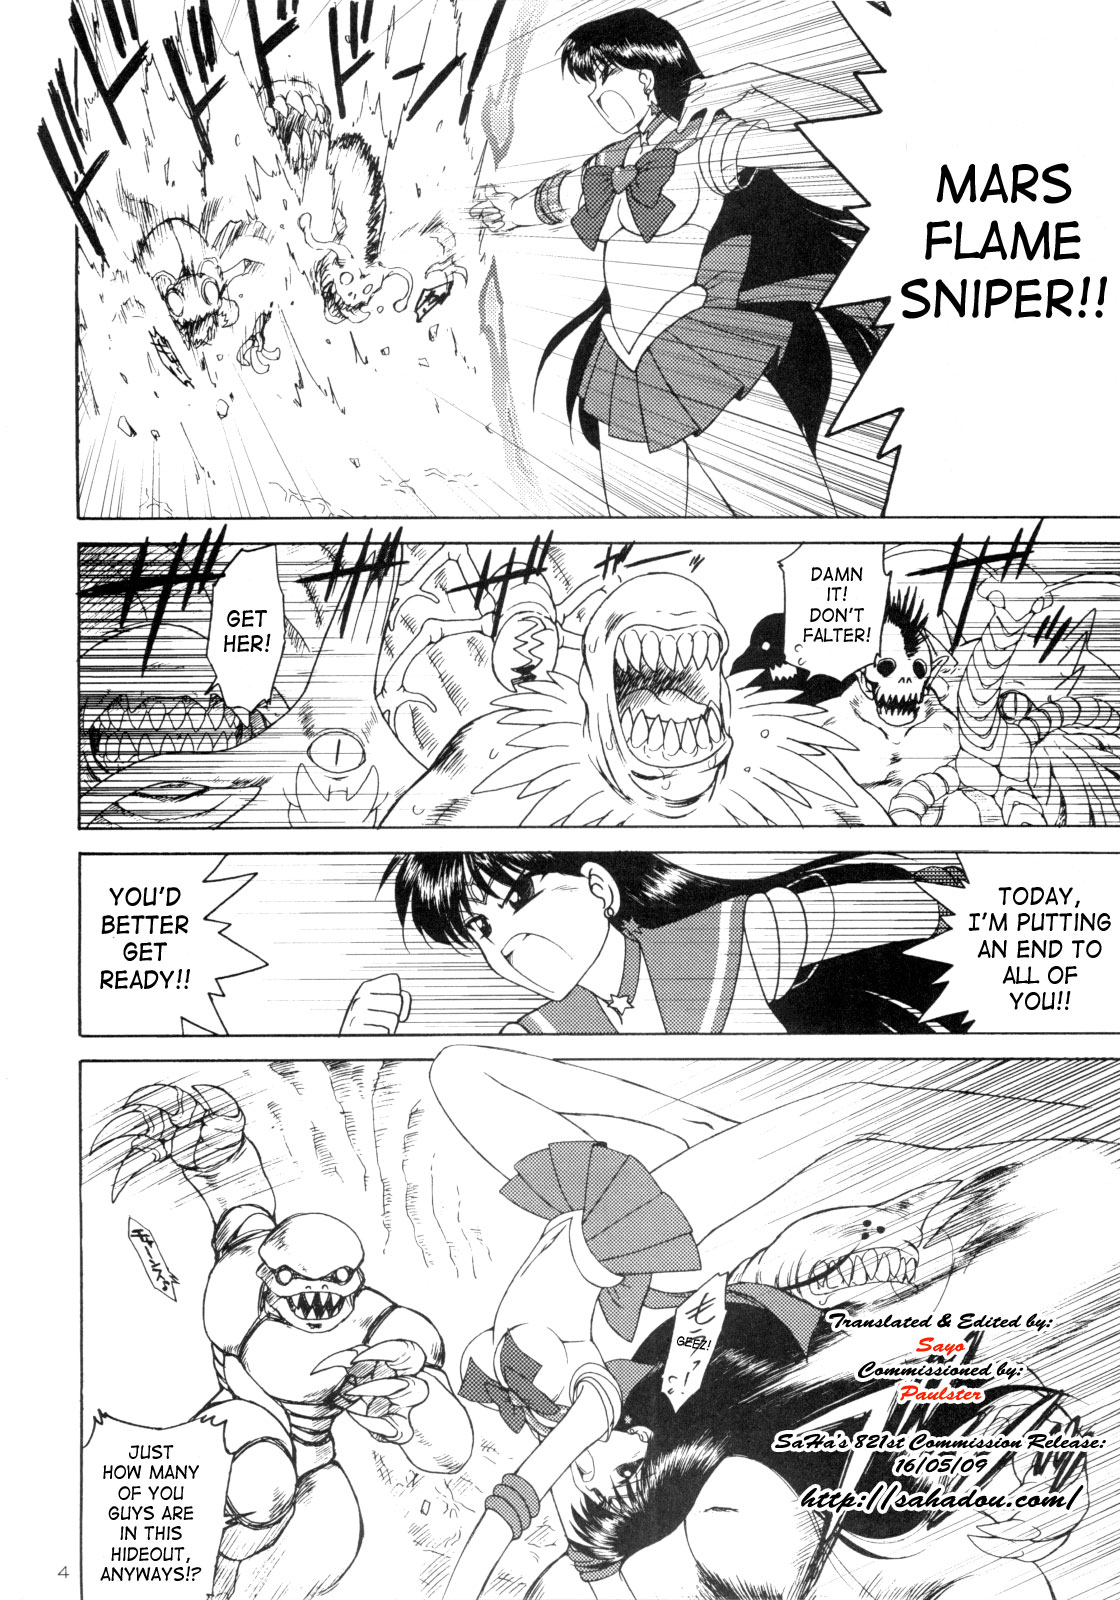 MARS
FLAME
SNIPER!!
DAMN
IT!
DON'T
FALTER!
GET
HER!
TODAY,
I'M PUTTING
AN END TO
ALL OF
YOU!!
YOU'D
BETTER
GET
READY!!
GEEZ!
JUST
HOW MANY
OF YOU
GUYS ARE
IN THIS
HIDEOUT,
ANYWAYS!?
Translated & Edited by:
Sayo
Commissioned by:
Paulster
SaHa's 821st Commission Release:
16/05/09
http://sahadou.com/
4